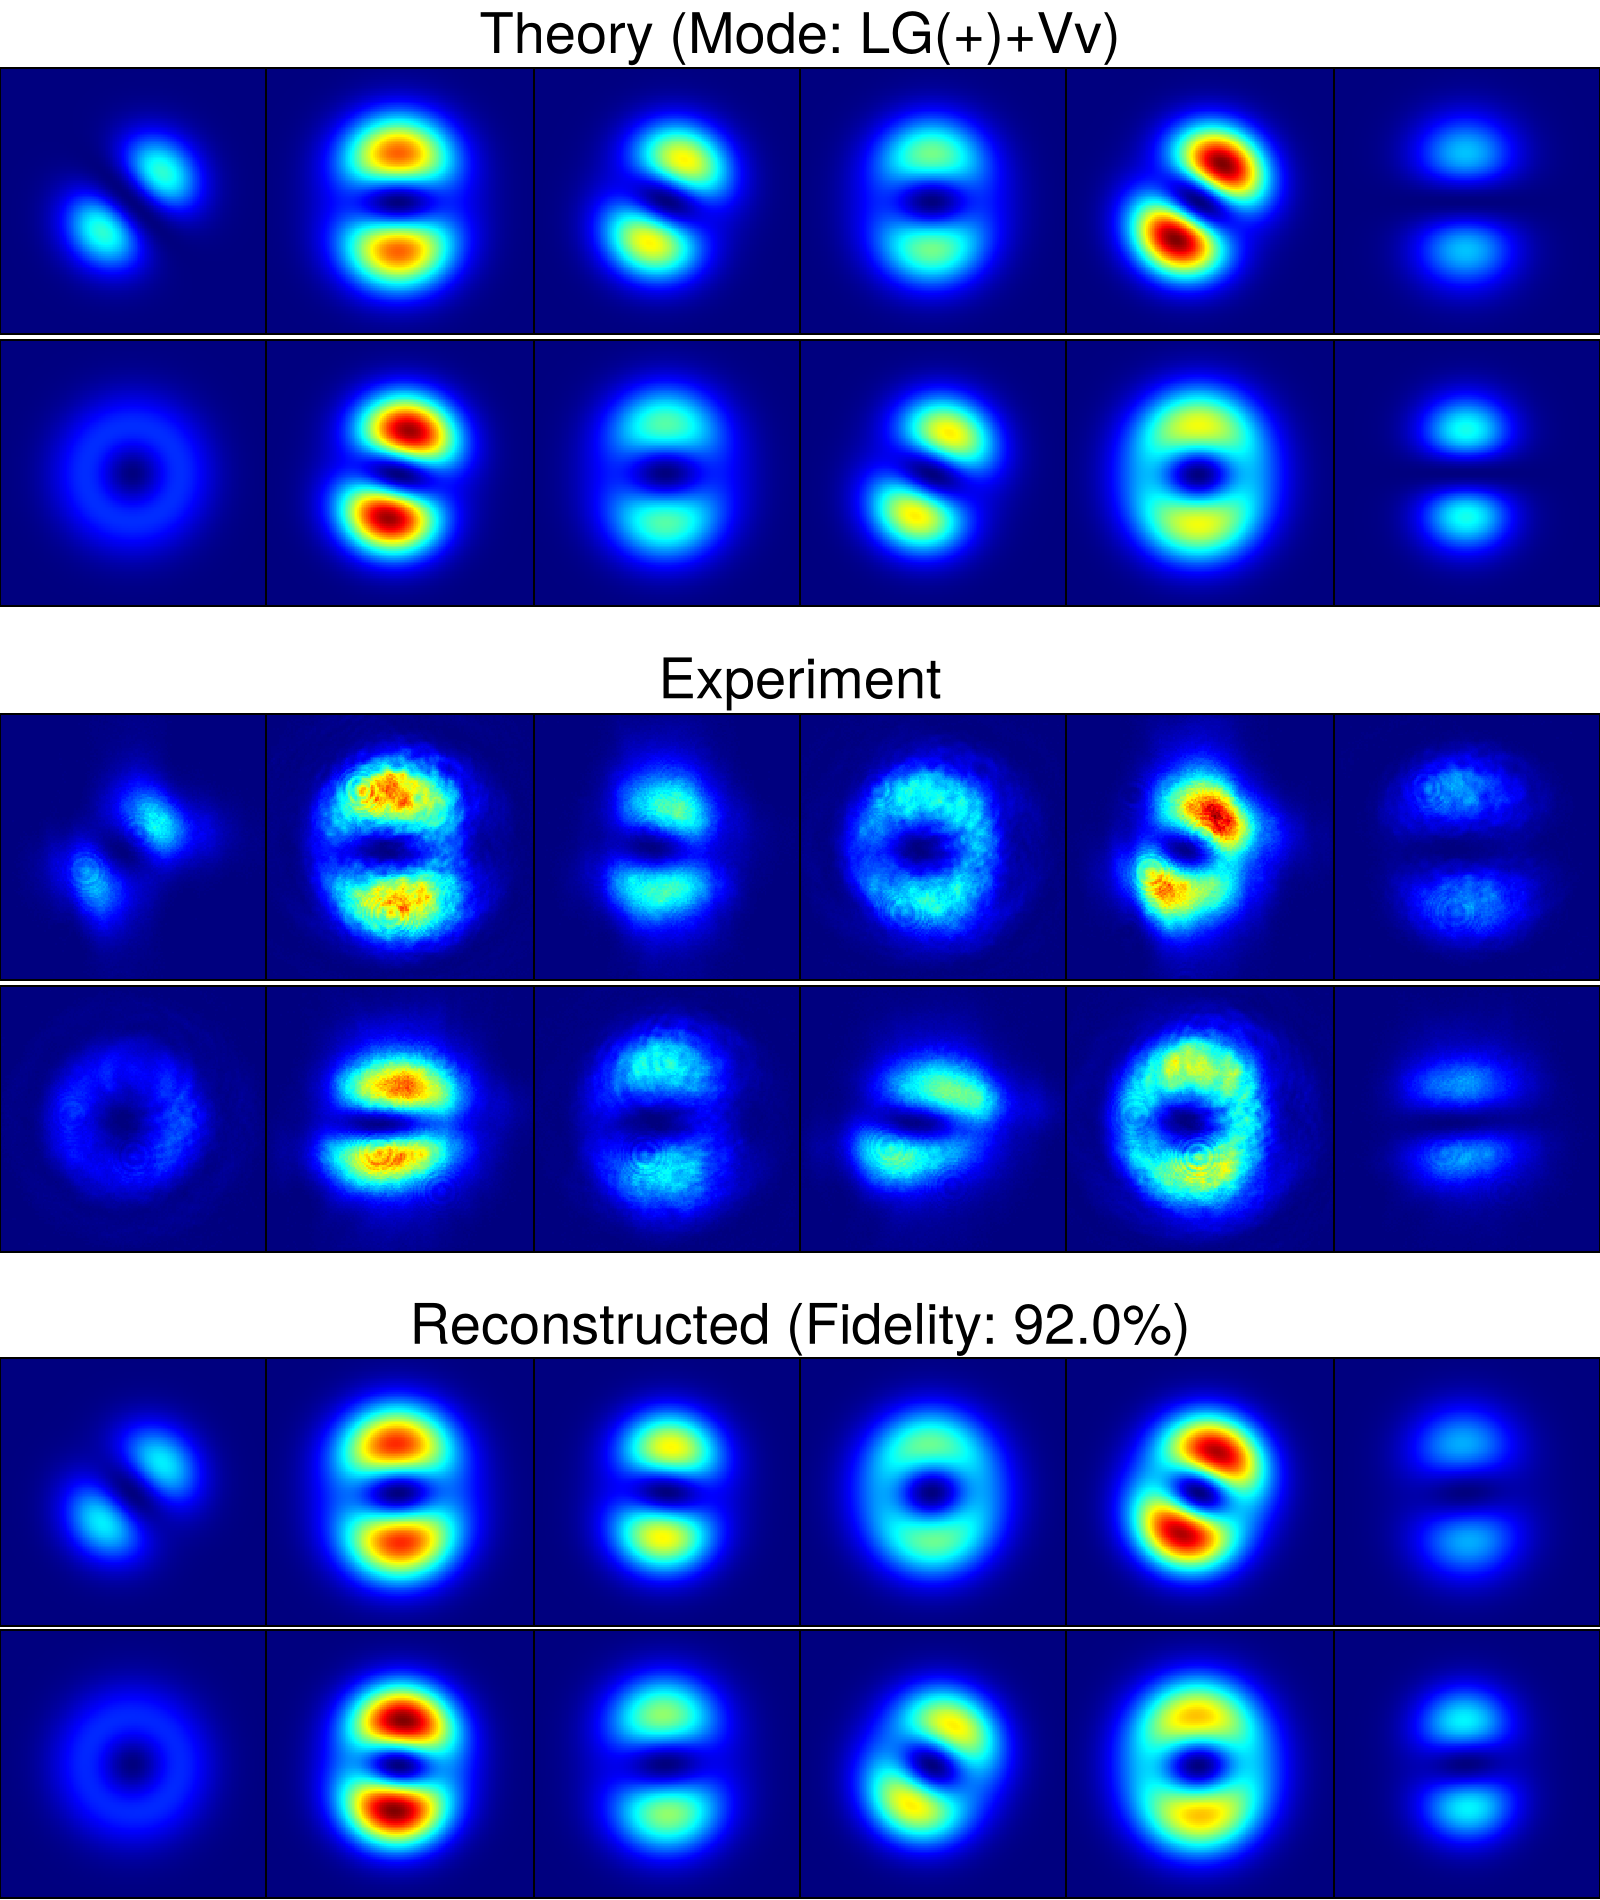 Theory (Mode: LG(+)+Vv)
Experiment
Reconstructed (Fidelity: 92.0%)